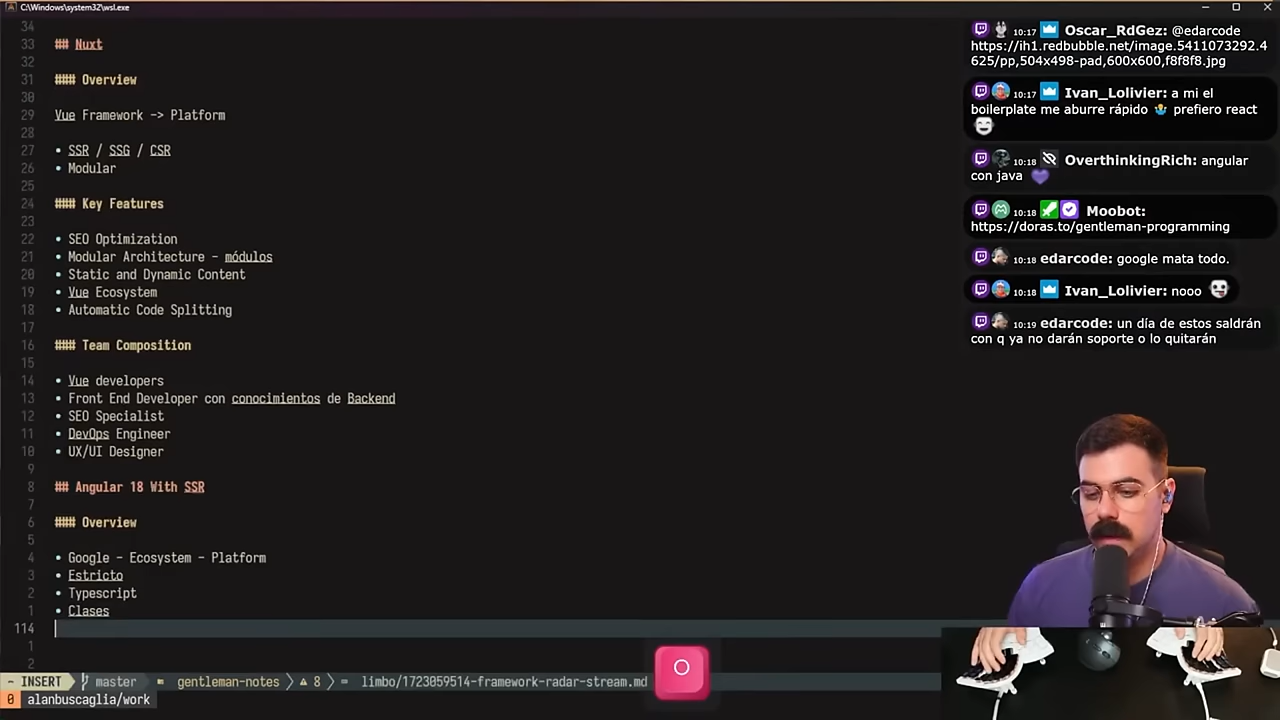 C:\Windows\system32\wsl.exe
34
33 ## Nuxt
32
31 ### Overview
30
29 Vue Framework -> Platform
28
27 • SSR / SSG / CSR
26 • Modular
25
24 ### Key Features
23
22 • SEO Optimization
21 • Modular Architecture - módulos
20 • Static and Dynamic Content
19 • Vue Ecosystem
18 • Automatic Code Splitting
17
16 ### Team Composition
15
14 • Vue developers
13 • Front End Developer con conocimientos de Backend
12 • SEO Specialist
11 • DevOps Engineer
10 • UX/UI Designer
9
8 ## Angular 18 With SSR
7
6 ### Overview
5
4 • Google - Ecosystem - Platform
3 • Estricto
2 • Typescript
1 • Clases
114
1
2
- INSERT master gentleman-notes 8 limbo/1723059514-framework-radar-stream.md
0 alanbuscaglia/work
O
10:17 Oscar_RdGez: @edarcode
https://ih1.redbubble.net/image.5411073292.4
625/pp,504x498-pad,600x600,f8f8f8.jpg
10:17 Ivan_Lolivier: a mi el
boilerplate me aburre rápido 🤷 prefiero react
10:18 OverthinkingRich: angular
con java 💜
10:18 Moobot:
https://doras.to/gentleman-programming
10:18 edarcode: google mata todo.
10:18 Ivan_Lolivier: nooo
10:19 edarcode: un día de estos saldrán
con q ya no darán soporte o lo quitarán